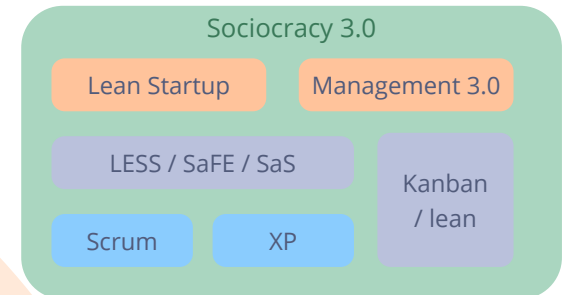 Sociocracy 3.0
Lean Startup
Management 3.0
LESS / SaFE / SaS
Kanban
/ lean
Scrum
XP